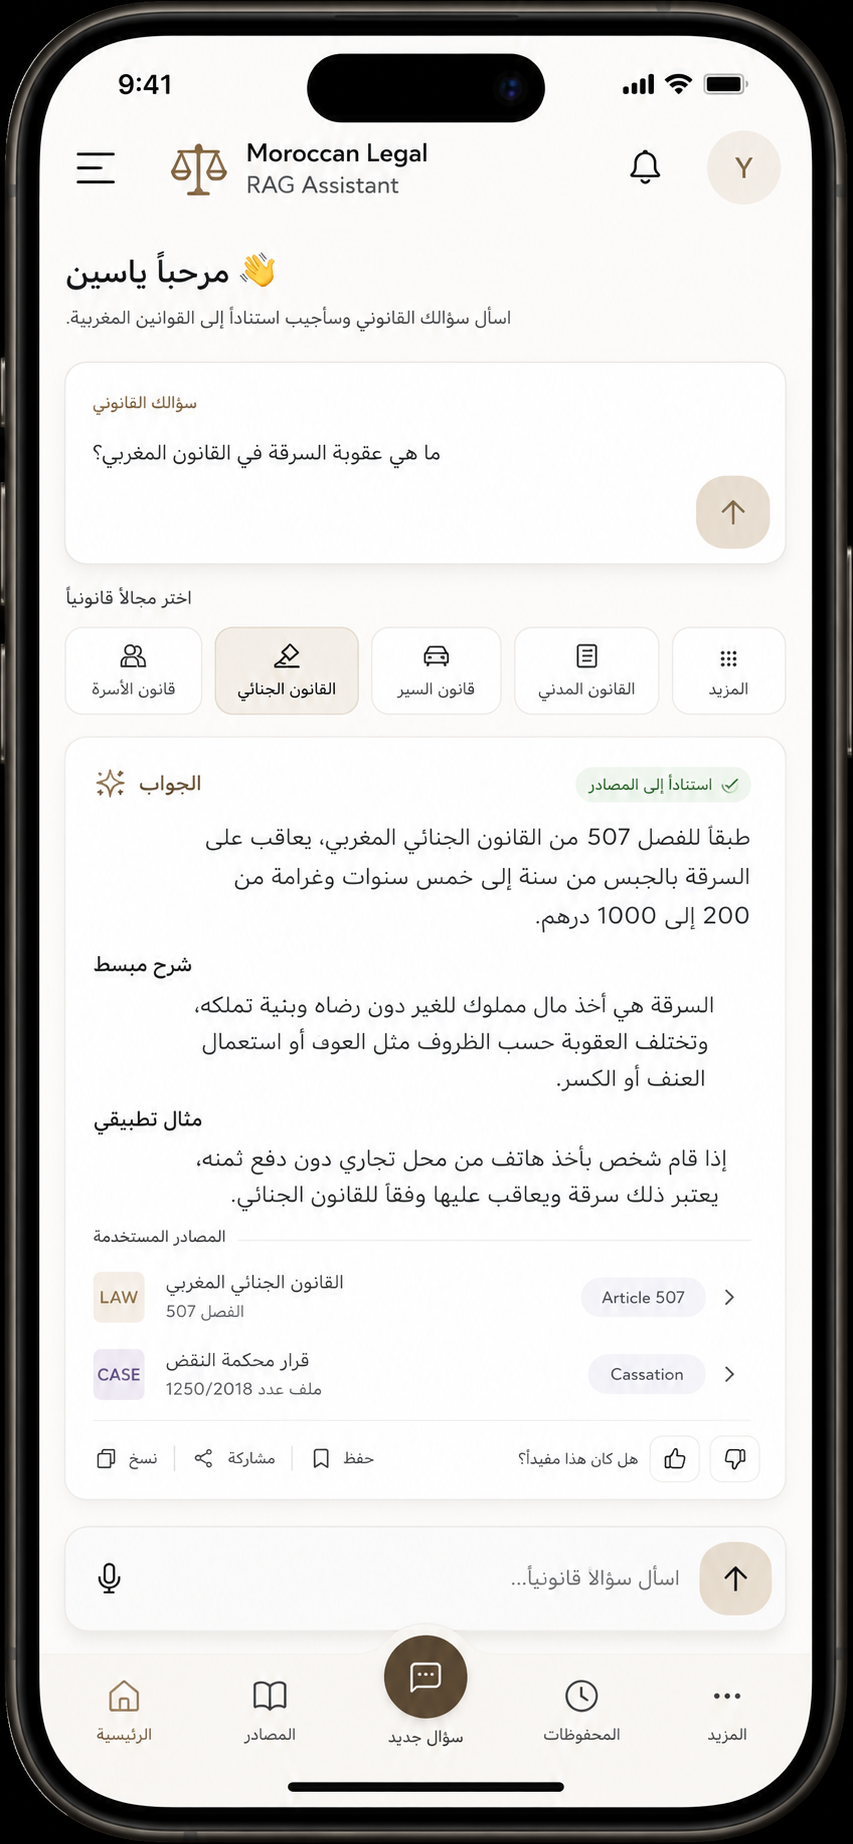 9:41
Moroccan Legal
RAG Assistant
Y
مرحباً ياسين 👋
اسأل سؤالك القانوني وسأجيب استناداً إلى القوانين المغربية.
سؤالك القانوني
ما هي عقوبة السرقة في القانون المغربي؟
اختر مجالاً قانونياً
قانون الأسرة
القانون الجنائي
قانون السير
القانون المدني
المزيد
الجواب
استناداً إلى المصادر
طبقاً للفصل 507 من القانون الجنائي المغربي، يعاقب على
السرقة بالجبس من سنة إلى خمس سنوات وغرامة من
200 إلى 1000 درهم.
شرح مبسط
السرقة هي أخذ مال مملوك للغير دون رضاه وبنية تملكه،
وتختلف العقوبة حسب الظروف مثل العوف أو استعمال
العنف أو الكسر.
مثال تطبيقي
إذا قام شخص بأخذ هاتف من محل تجاري دون دفع ثمنه،
يعتبر ذلك سرقة ويعاقب عليها وفقاً للقانون الجنائي.
المصادر المستخدمة
LAW
القانون الجنائي المغربي
الفصل 507
Article 507
CASE
قرار محكمة النقض
ملف عدد 1250/2018
Cassation
نسخ
مشاركة
حفظ
هل كان هذا مفيداً؟
اسأل سؤالاً قانونياً...
الرئيسية
المصادر
سؤال جديد
المحفوظات
المزيد